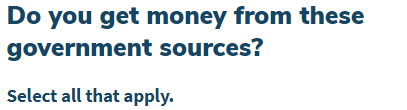 Do you get money from these
government sources?
Select all that apply.